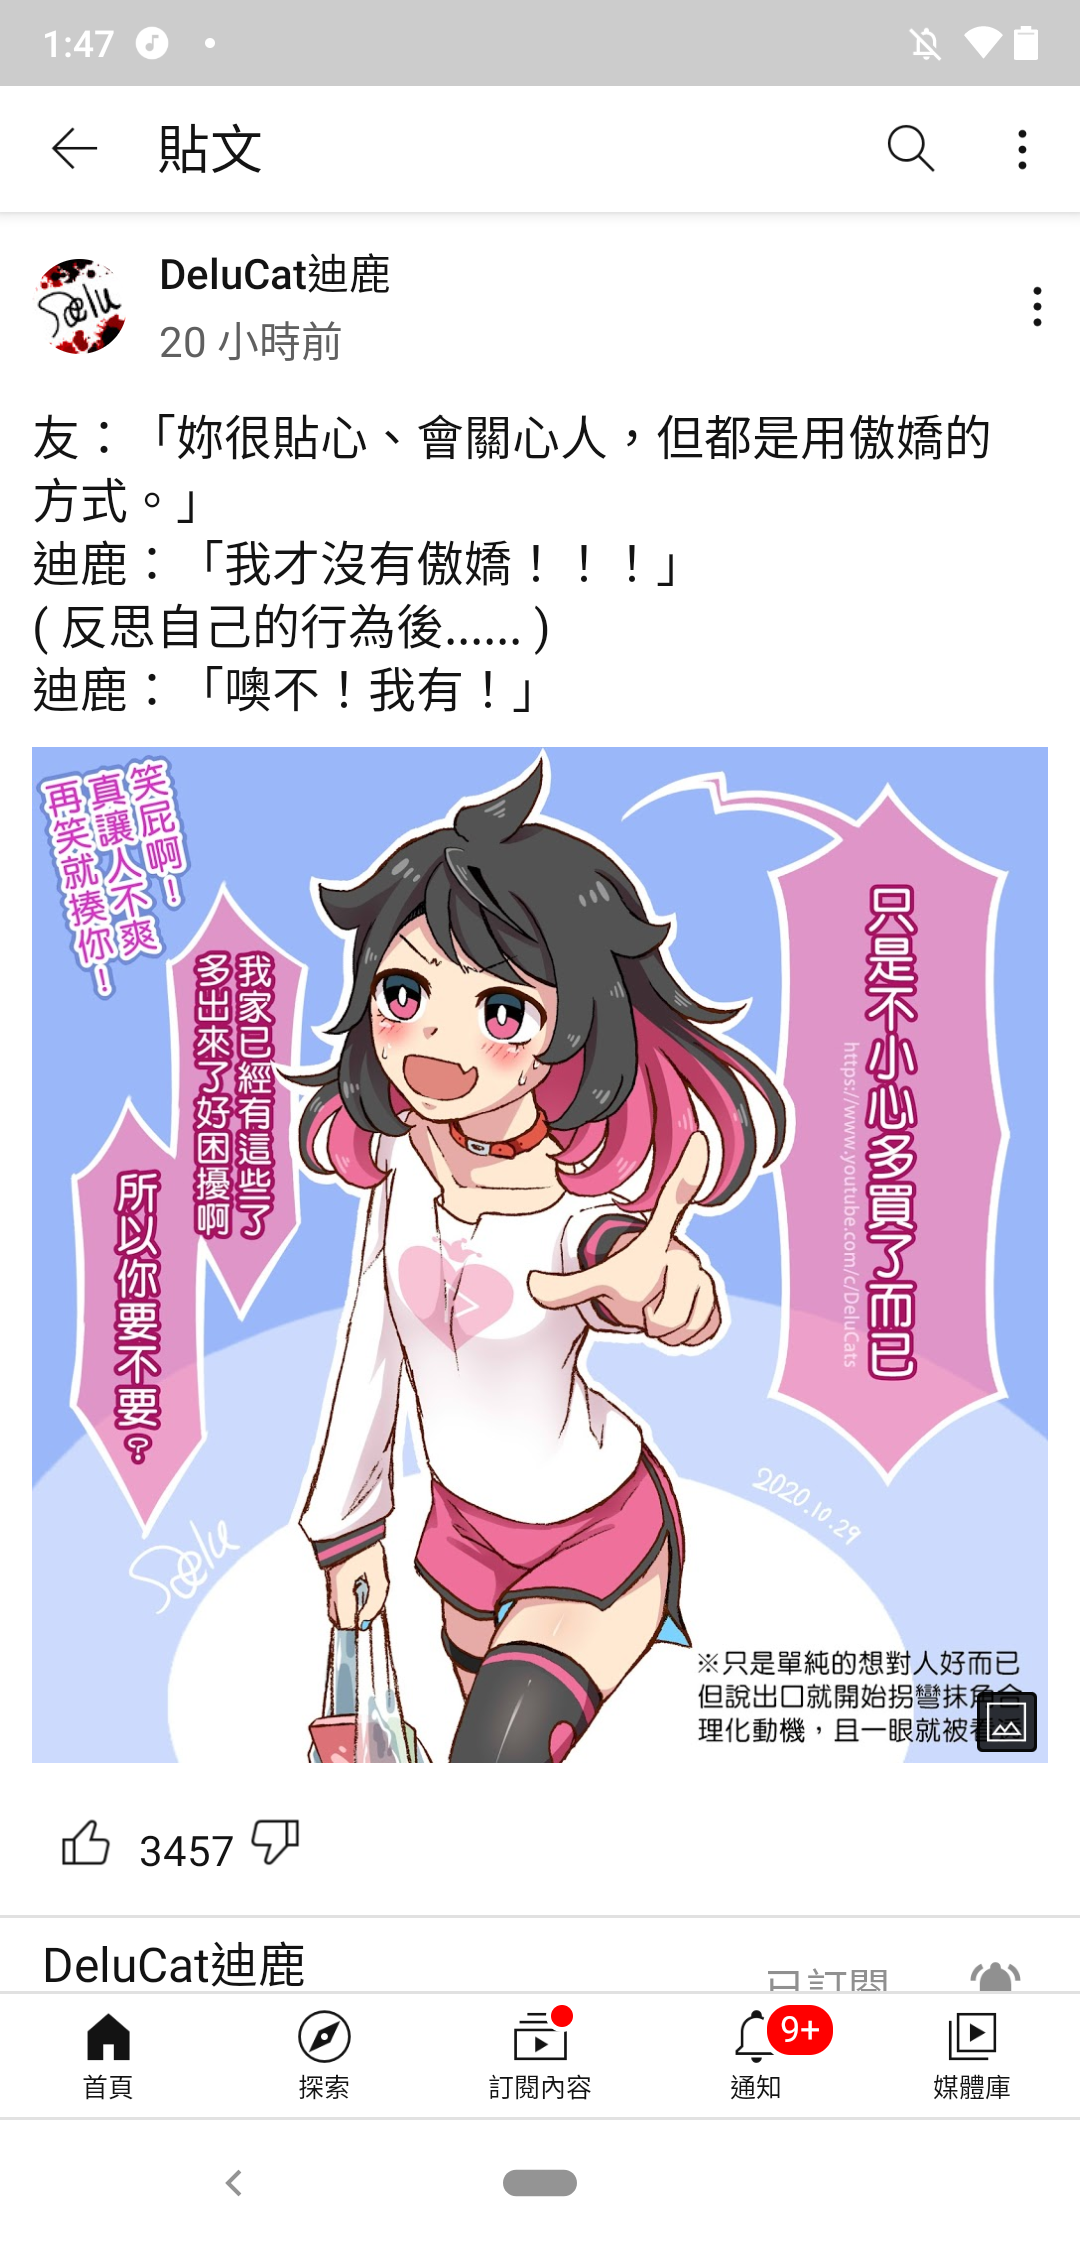 1:47
貼文
DeluCat迪鹿
20 小時前
友：「妳很貼心、會關心人，但都是用傲嬌的
方式。」
迪鹿：「我才沒有傲嬌！！！」
( 反思自己的行為後...... )
迪鹿：「噢不！我有！」
只是不小心多買了而已
https://www.youtube.com/c/DeluCats
我家已經有這些了
多出來了好困擾啊
所以你要不要？
笑屁啊！
真讓人不爽
再笑就揍你！
Delu
2020.10.29
※只是單純的想對人好而已
但說出口就開始拐彎抹角合
理化動機，且一眼就被看
3457
DeluCat迪鹿
已訂閱
首頁
探索
訂閱內容
9+
通知
媒體庫